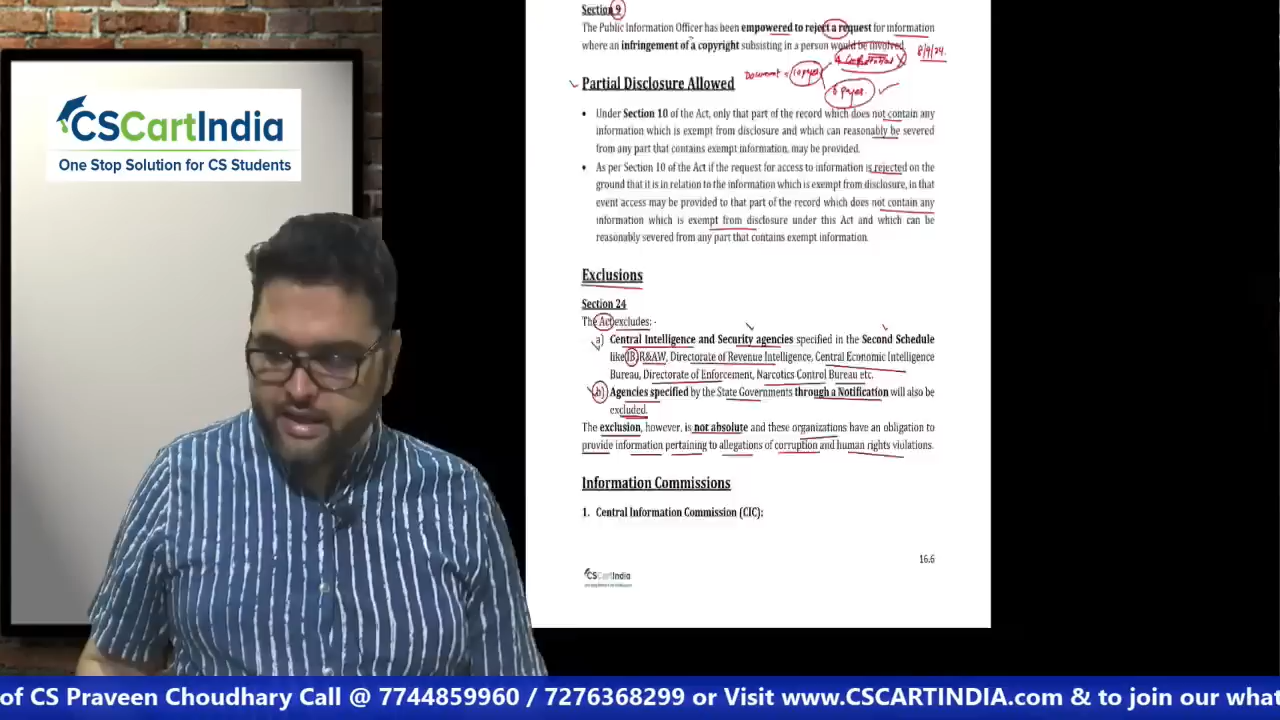 Section 9
The Public Information Officer has been empowered to reject a request for information
where an infringement of a copyright subsisting in a person would be involved.
8/9/24.
Document = 10 pages
8 pages.
Partial Disclosure Allowed
• Under Section 10 of the Act, only that part of the record which does not contain any
information which is exempt from disclosure and which can reasonably be severed
from any part that contains exempt information, may be provided.
• As per Section 10 of the Act if the request for access to information is rejected on the
ground that it is in relation to the information which is exempt from disclosure, in that
event access may be provided to that part of the record which does not contain any
information which is exempt from disclosure under this Act and which can be
reasonably severed from any part that contains exempt information.
Exclusions
Section 24
The Act excludes: -
a) Central Intelligence and Security agencies specified in the Second Schedule
like IB, R&AW, Directorate of Revenue Intelligence, Central Economic Intelligence
Bureau, Directorate of Enforcement, Narcotics Control Bureau etc.
b) Agencies specified by the State Governments through a Notification will also be
excluded.
The exclusion, however, is not absolute and these organizations have an obligation to
provide information pertaining to allegations of corruption and human rights violations.
Information Commissions
1. Central Information Commission (CIC):
16.6
CSCartIndia
CSCartIndia
One Stop Solution for CS Students
of CS Praveen Choudhary Call @ 7744859960 / 7276368299 or Visit www.CSCARTINDIA.com & to join our what